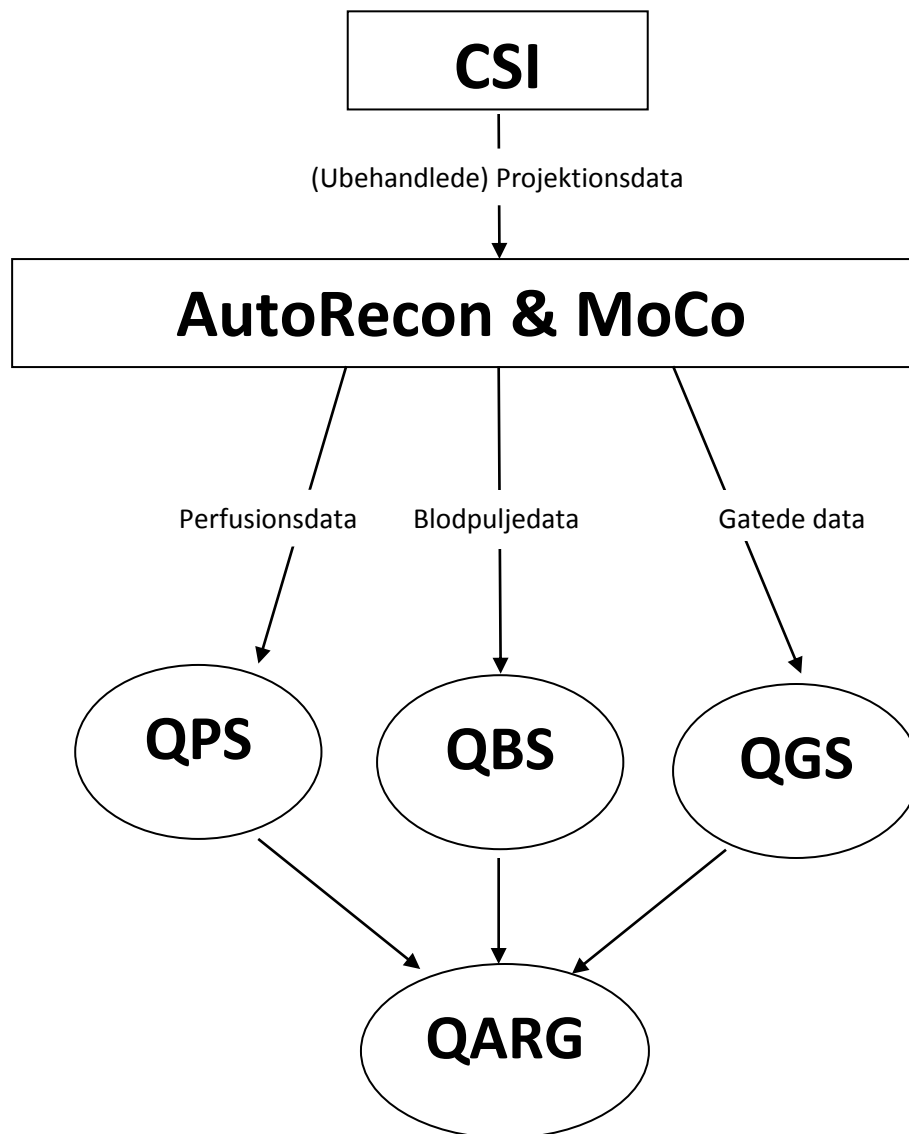 CSI
(Ubehandlede) Projektionsdata
AutoRecon & MoCo
Perfusionsdata
Blodpuljedata
Gatede data
QPS
QBS
QGS
QARG